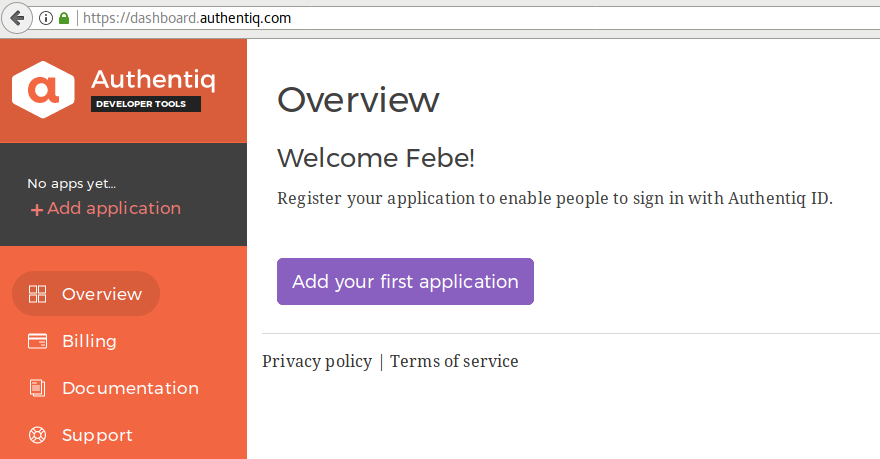 https://dashboard.authentiq.com
Authentiq
DEVELOPER TOOLS
No apps yet...
+ Add application
Overview
Billing
Documentation
Support
Overview
Welcome Febe!
Register your application to enable people to sign in with Authentiq ID.
Add your first application
Privacy policy | Terms of service